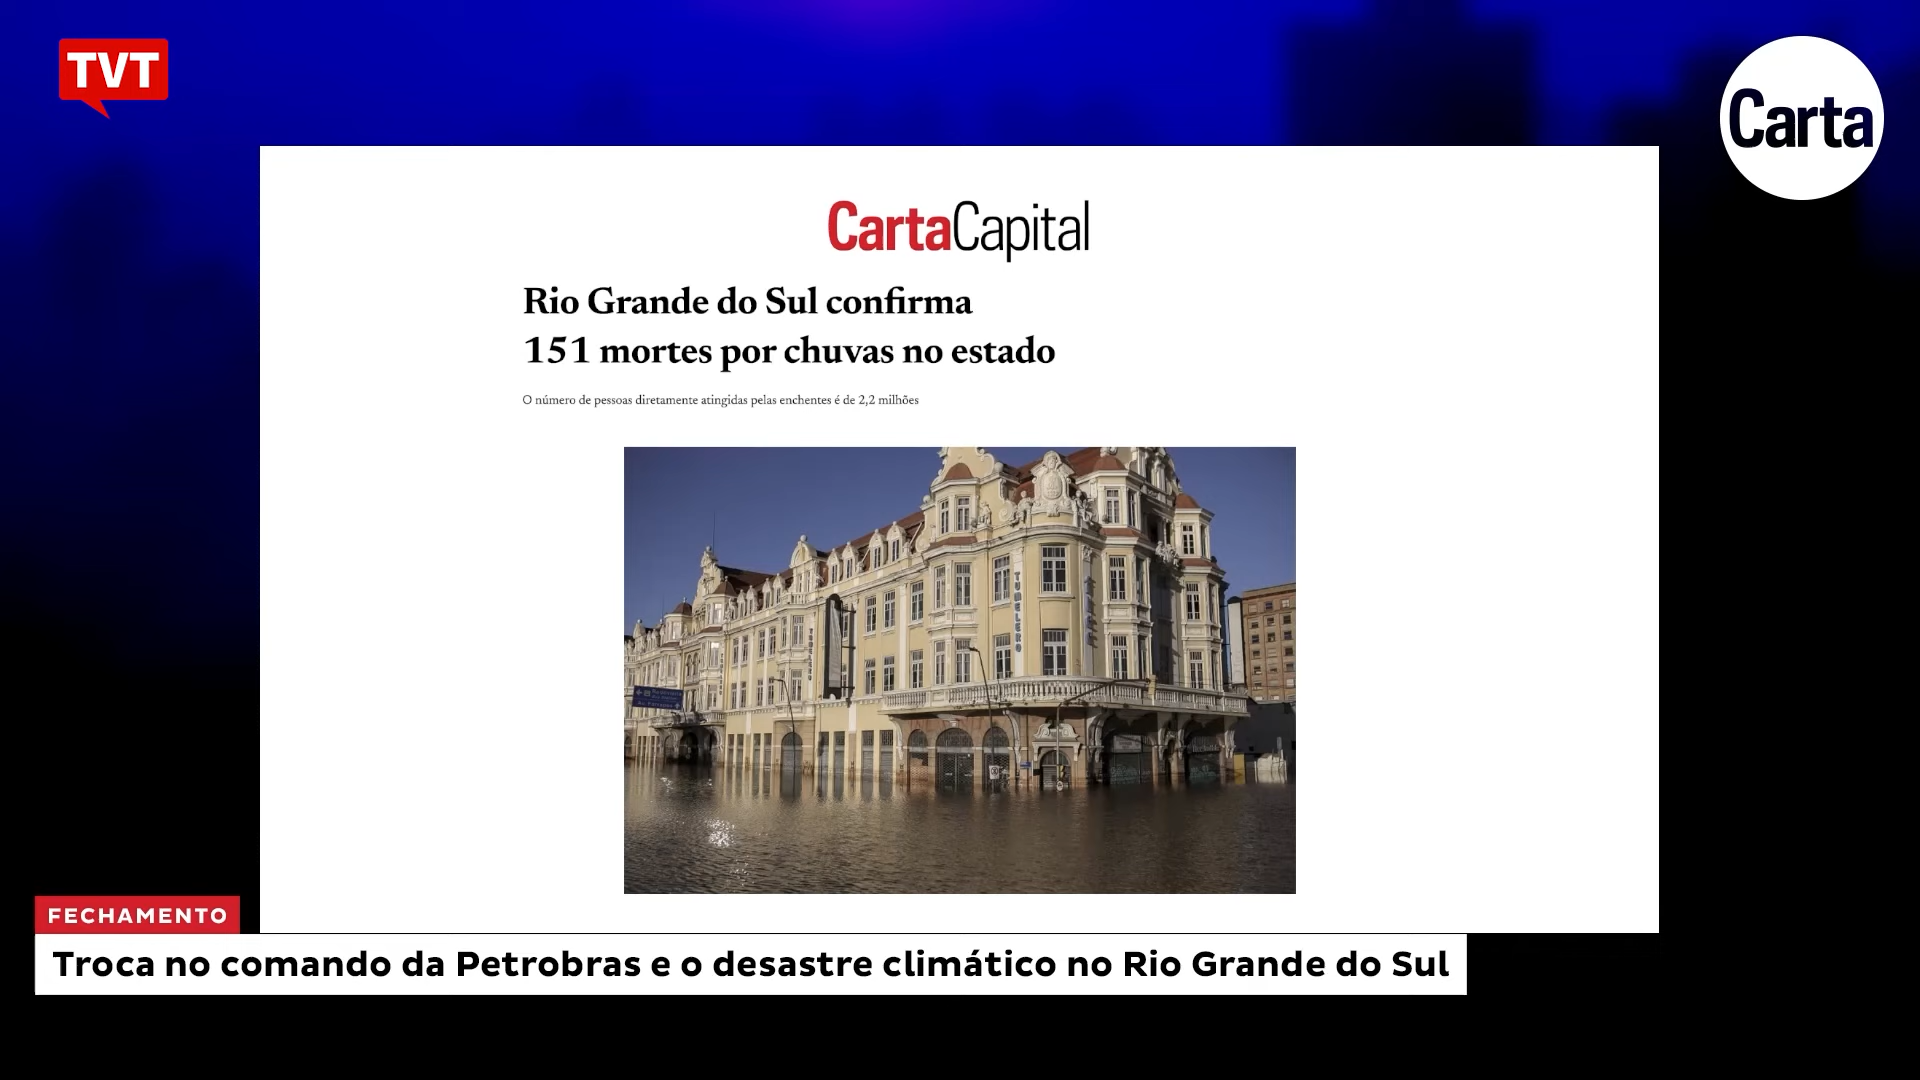 TVT
Carta
CartaCapital
Rio Grande do Sul confirma
151 mortes por chuvas no estado
O número de pessoas diretamente atingidas pelas enchentes é de 2,2 milhões
TUMELERO
FECHAMENTO
Troca no comando da Petrobras e o desastre climático no Rio Grande do Sul